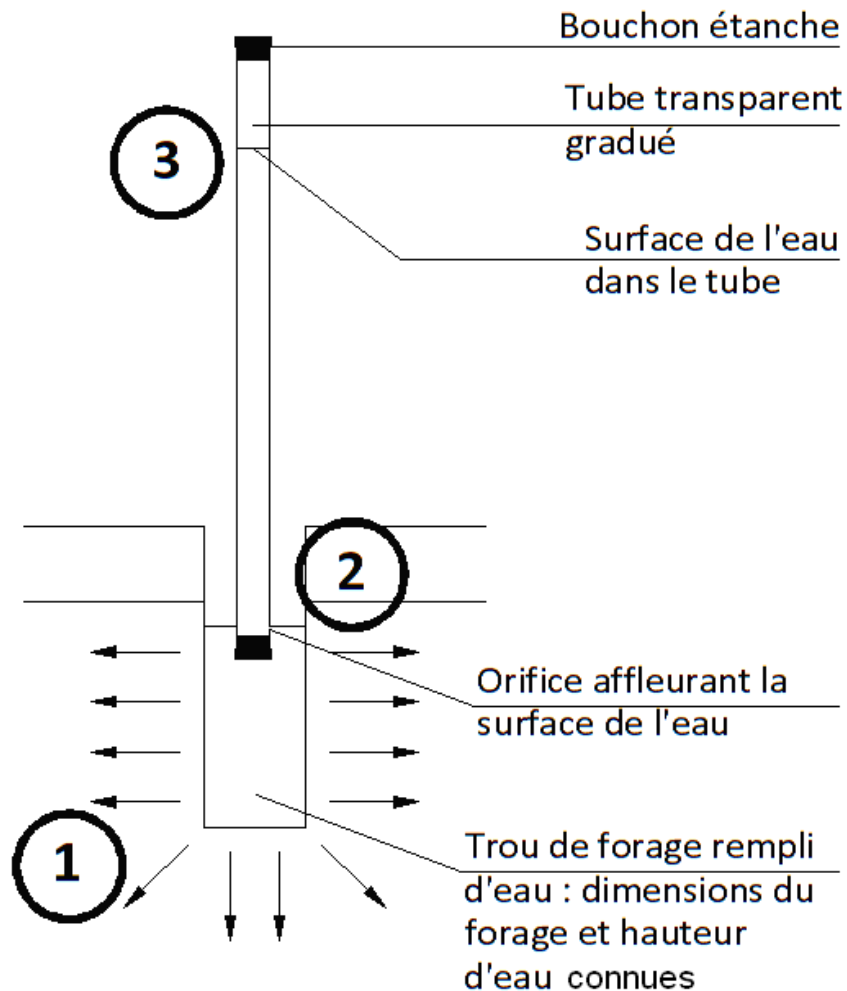 Bouchon étanche
Tube transparent
gradué
3
Surface de l'eau
dans le tube
2
Orifice affleurant la
surface de l'eau
1
Trou de forage rempli
d'eau : dimensions du
forage et hauteur
d'eau connues